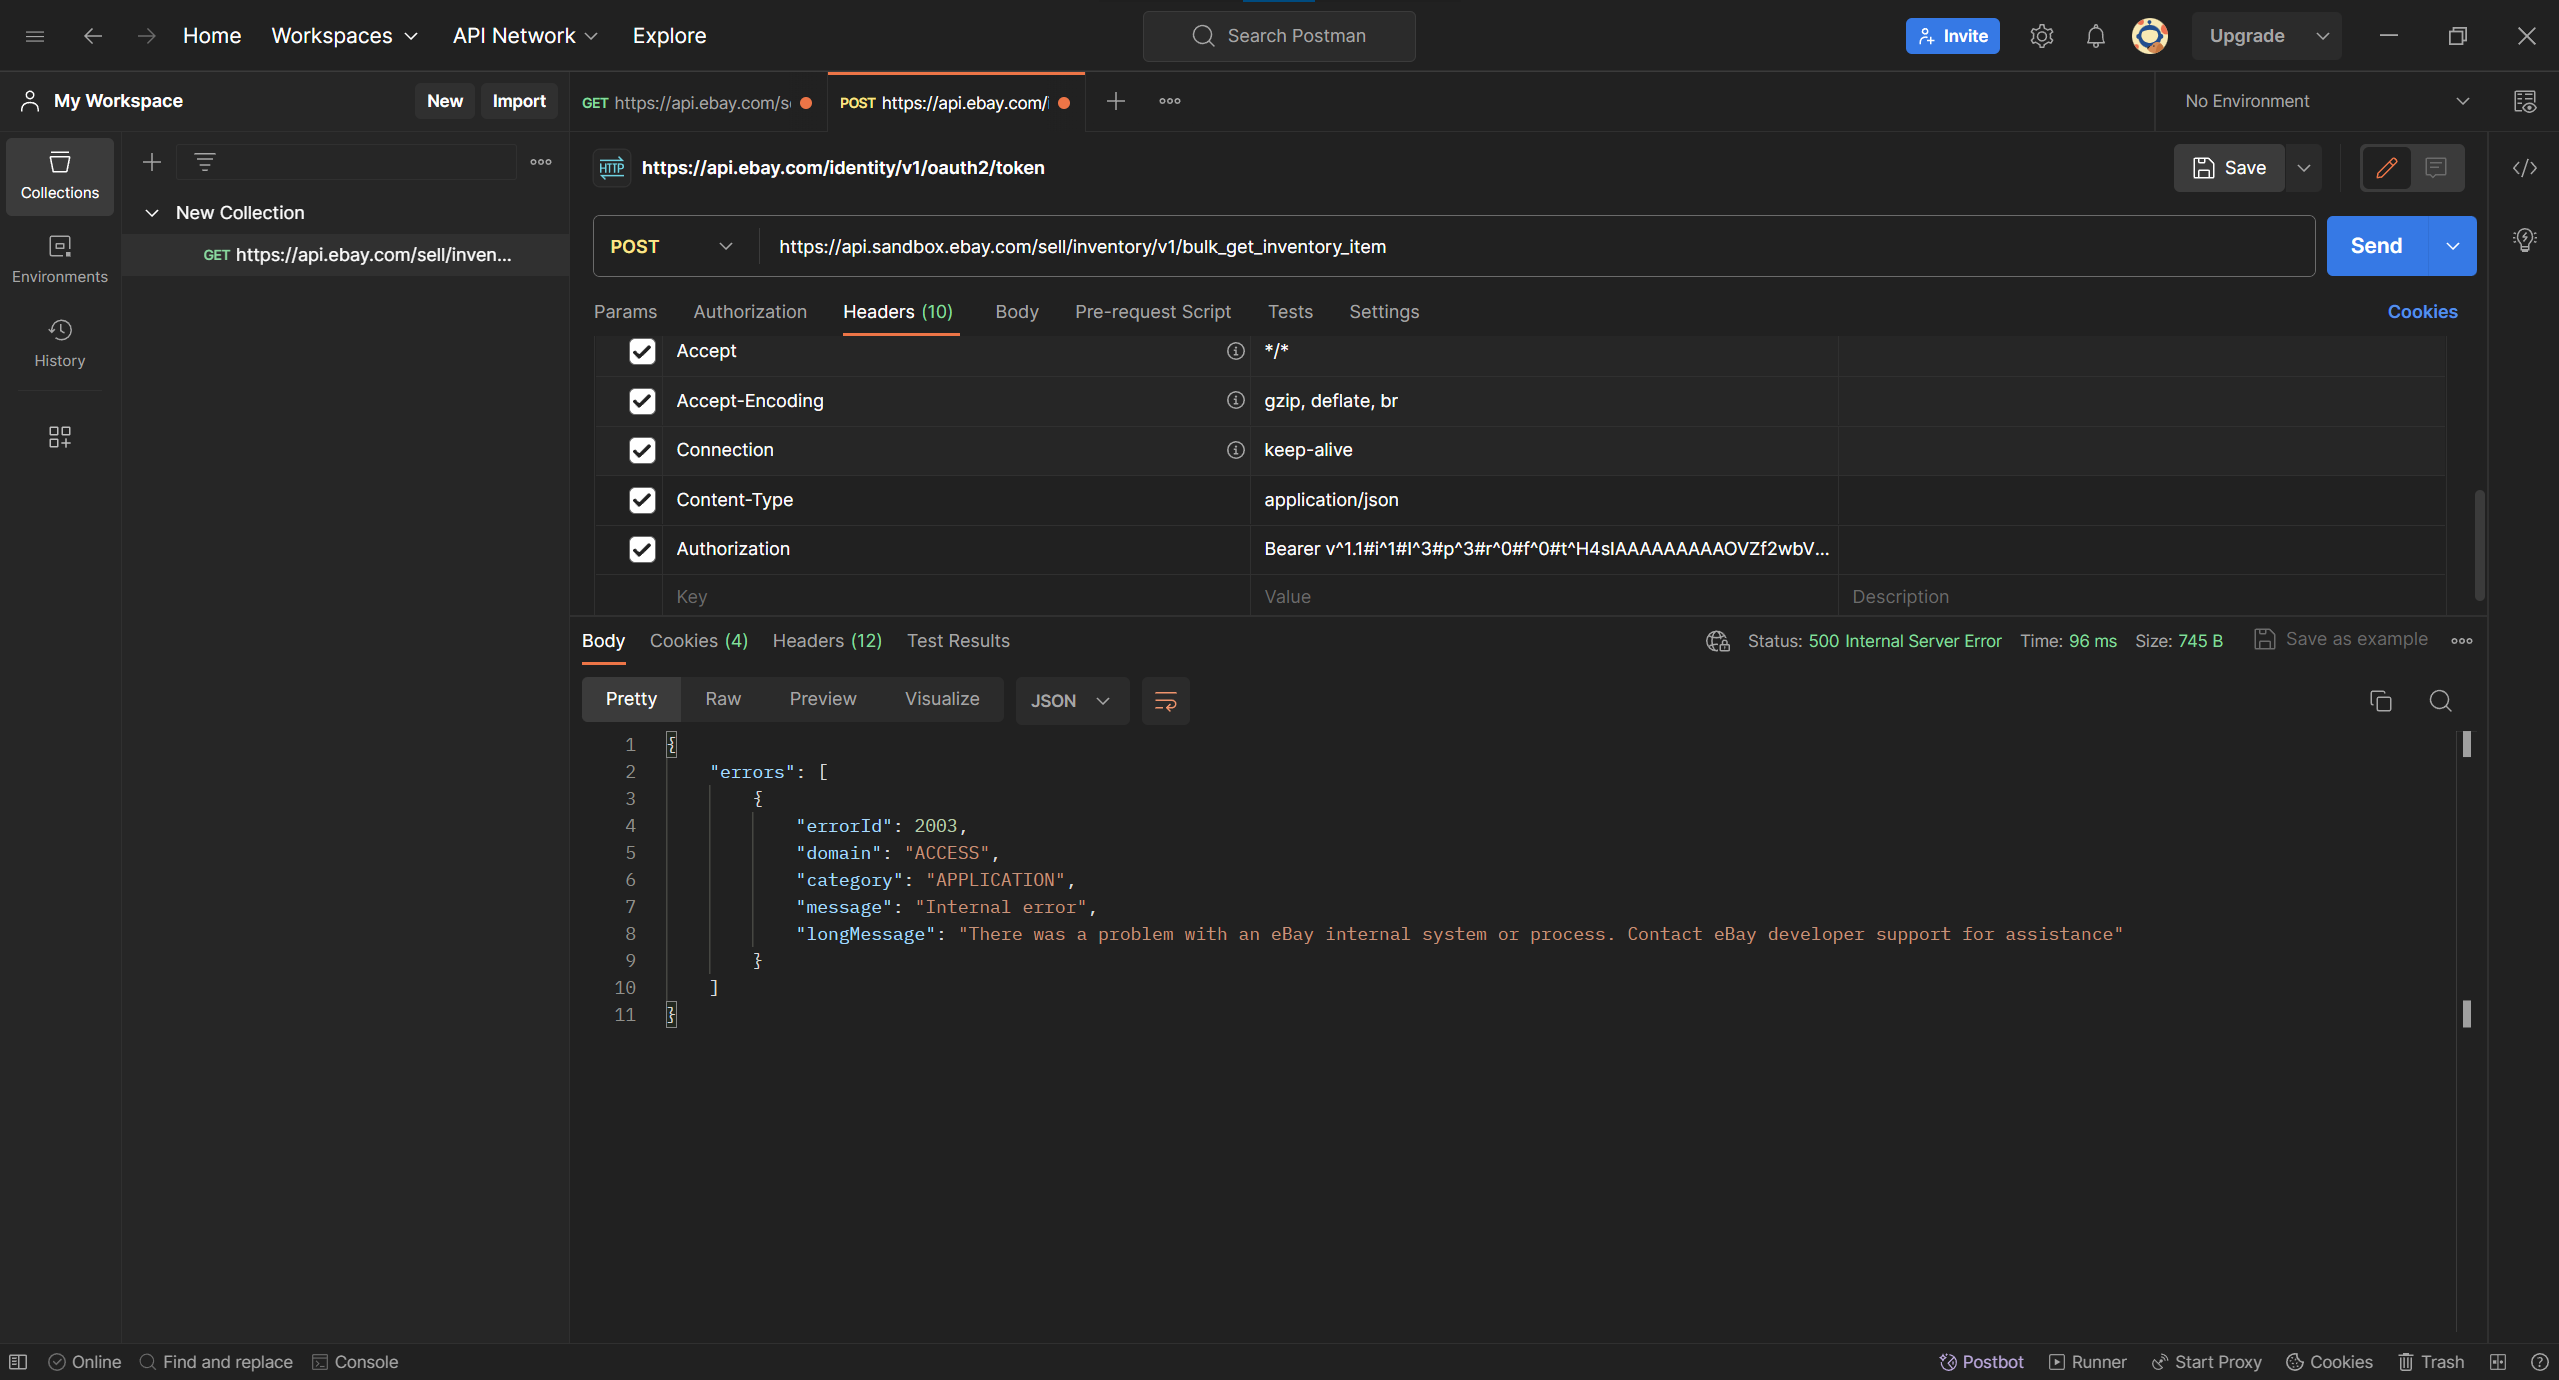 Home Workspaces API Network Explore Search Postman Invite Upgrade
My Workspace New Import GET https://api.ebay.com/s POST https://api.ebay.com/ No Environment
Collections
Environments
History
New Collection
GET https://api.ebay.com/sell/inven...
HTTP https://api.ebay.com/identity/v1/oauth2/token Save
POST https://api.sandbox.ebay.com/sell/inventory/v1/bulk_get_inventory_item Send
Params Authorization Headers (10) Body Pre-request Script Tests Settings Cookies
Accept */*
Accept-Encoding gzip, deflate, br
Connection keep-alive
Content-Type application/json
Authorization Bearer v^1.1#i^1#I^3#p^3#r^0#f^0#t^H4sIAAAAAAAAAOVZf2wbV...
Key Value Description
Body Cookies (4) Headers (12) Test Results Status: 500 Internal Server Error Time: 96 ms Size: 745 B Save as example
Pretty Raw Preview Visualize JSON
1 {
2 "errors": [
3 {
4 "errorId": 2003,
5 "domain": "ACCESS",
6 "category": "APPLICATION",
7 "message": "Internal error",
8 "longMessage": "There was a problem with an eBay internal system or process. Contact eBay developer support for assistance"
9 }
10 ]
11 }
Online Find and replace Console Postbot Runner Start Proxy Cookies Trash